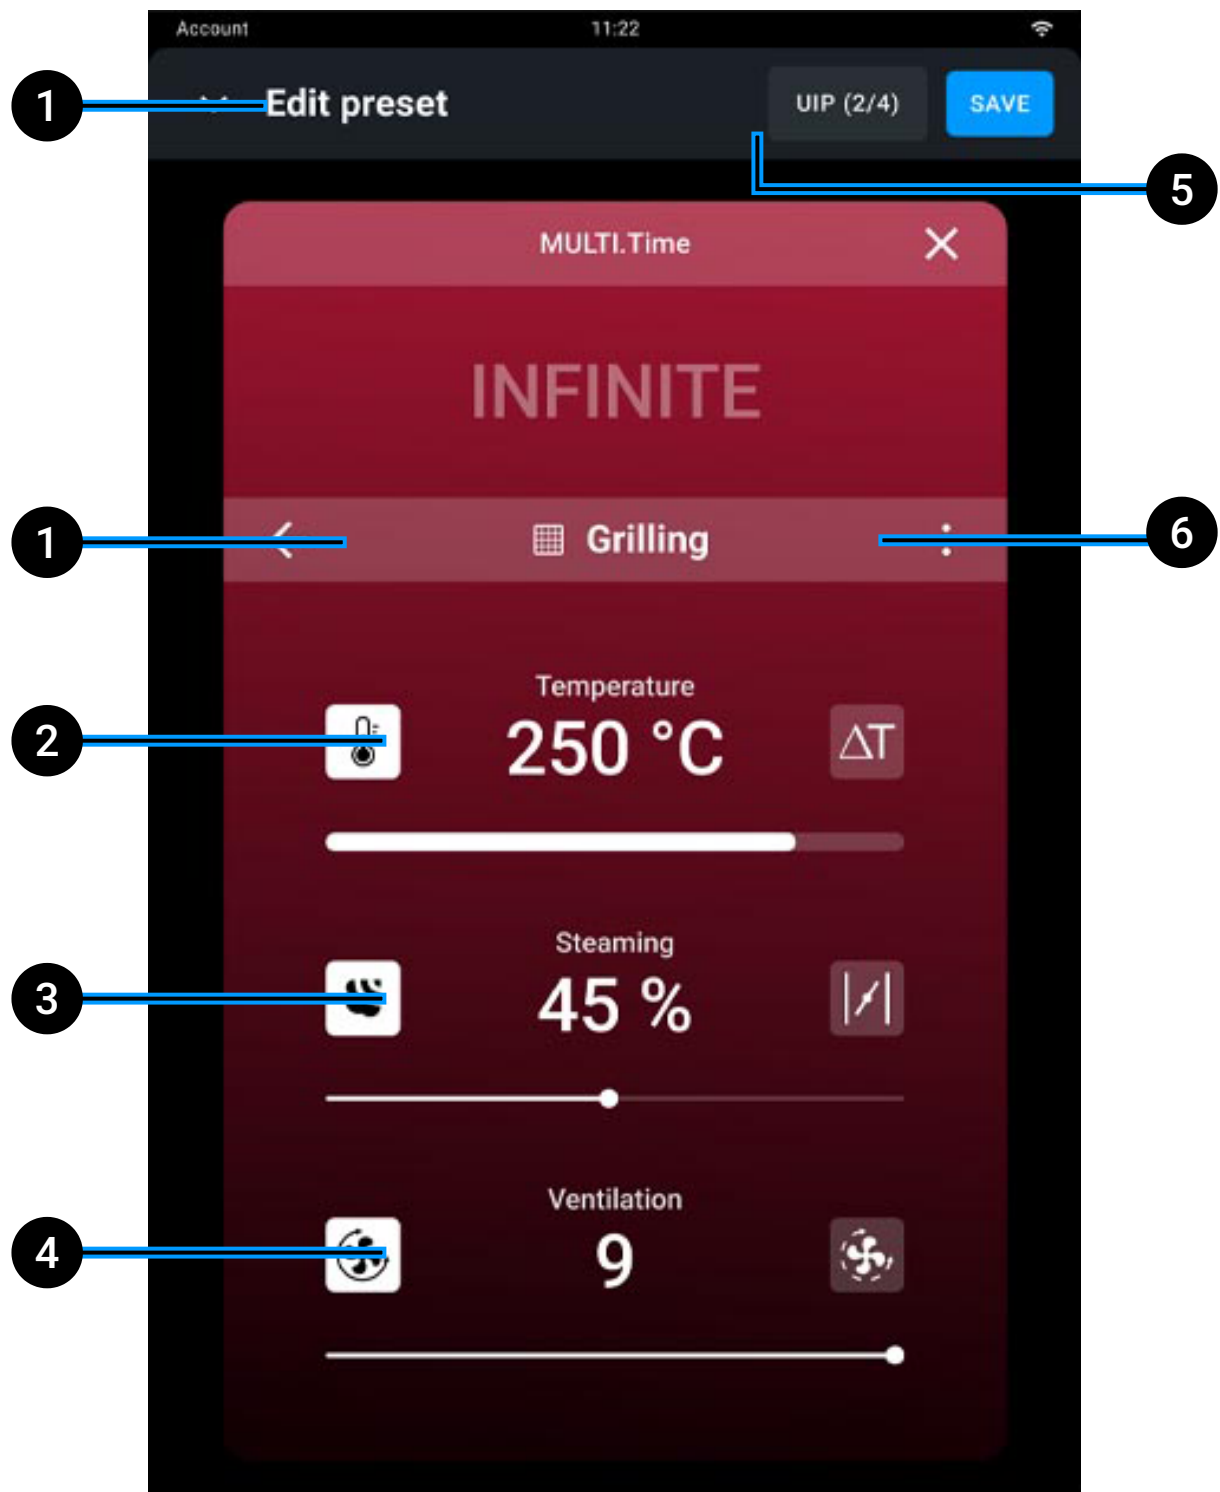 Account 11:22
1 Edit preset UIP (2/4) SAVE
5
MULTI.Time
INFINITE
1 Grilling 6
Temperature
2 250 °C ΔT
Steaming
3 45 %
Ventilation
4 9